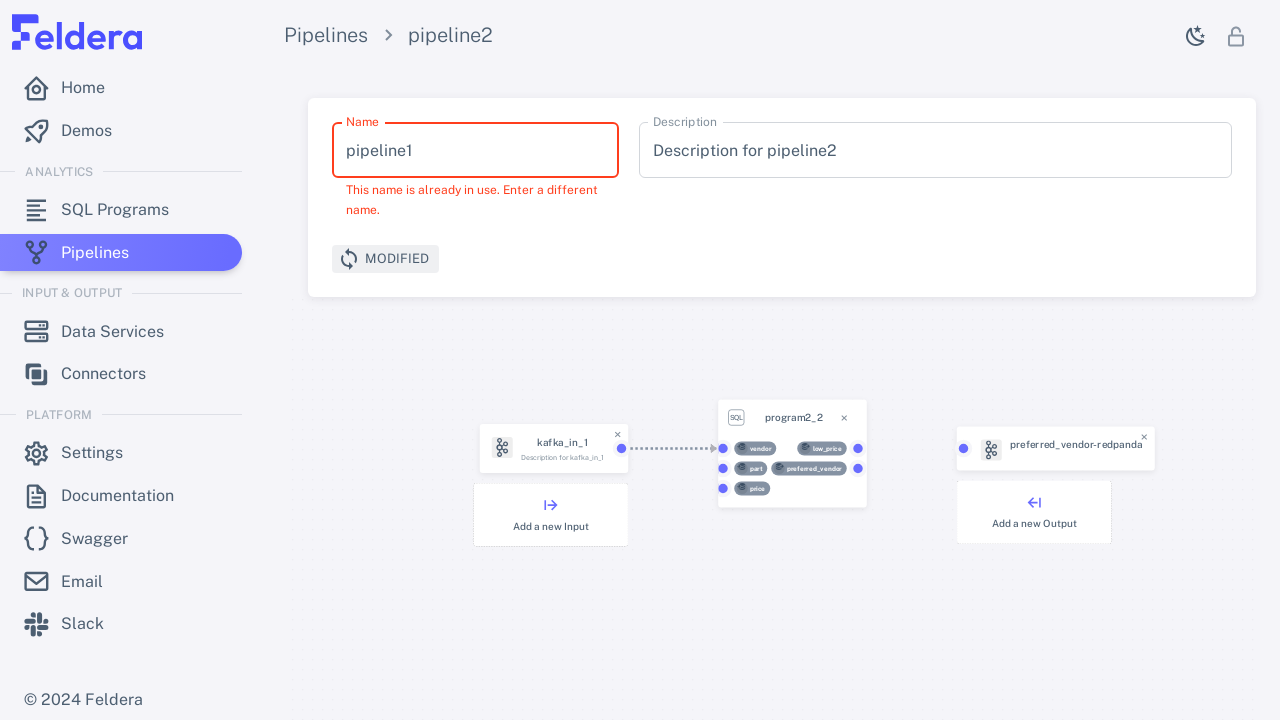 Feldera
Pipelines
pipeline2
Home
Demos
ANALYTICS
SQL Programs
Pipelines
INPUT & OUTPUT
Data Services
Connectors
PLATFORM
Settings
Documentation
Swagger
Email
Slack
© 2024 Feldera
Name
pipeline1
This name is already in use. Enter a different
name.
Description
Description for pipeline2
MODIFIED
kafka_in_1
Description for kafka_in_1
Add a new Input
SQL
program2_2
vendor
low_price
part
preferred_vendor
price
preferred_vendor-redpanda
Add a new Output